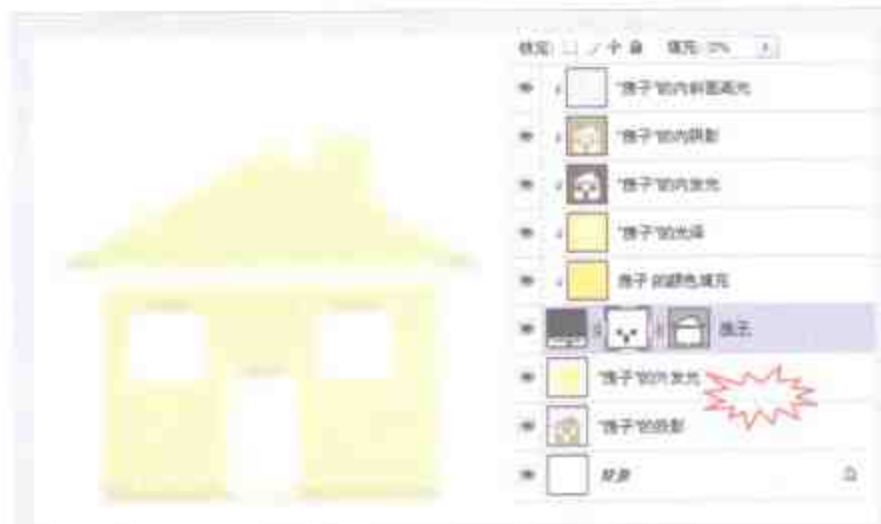 锁定: 填充: 0%
"房子"的内斜面高光
"房子"的内阴影
"房子"的内发光
"房子"的光泽
"房子"的颜色填充
房子
"房子"的外发光
"房子"的投影
背景